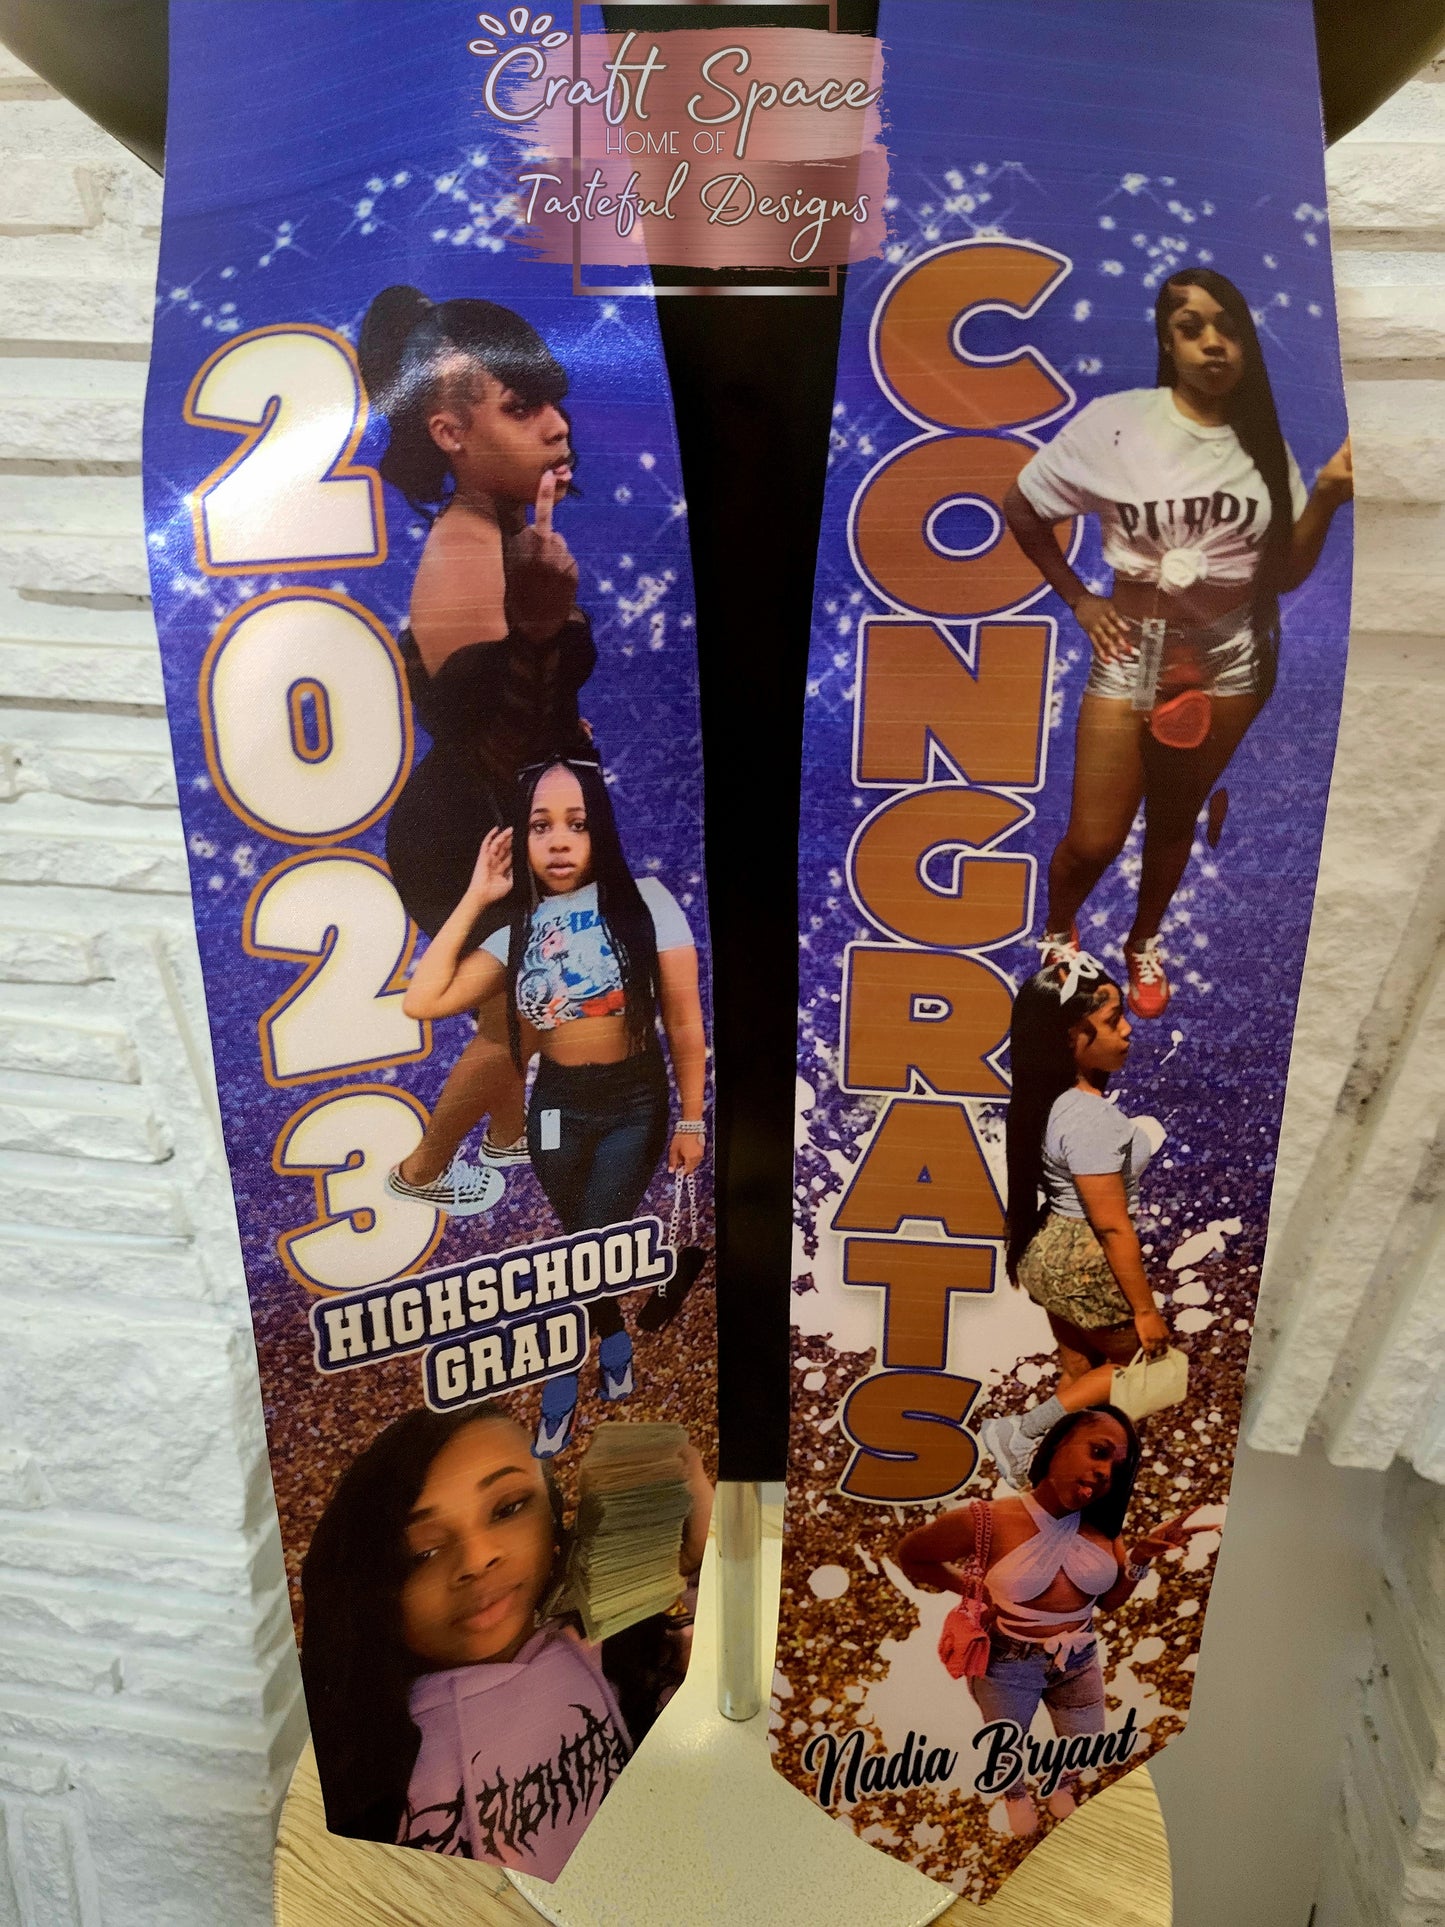 Craft Space
HOME OF
Tasteful Designs
2023
HIGHSCHOOL
GRAD
CONGRATS
Nadia Bryant